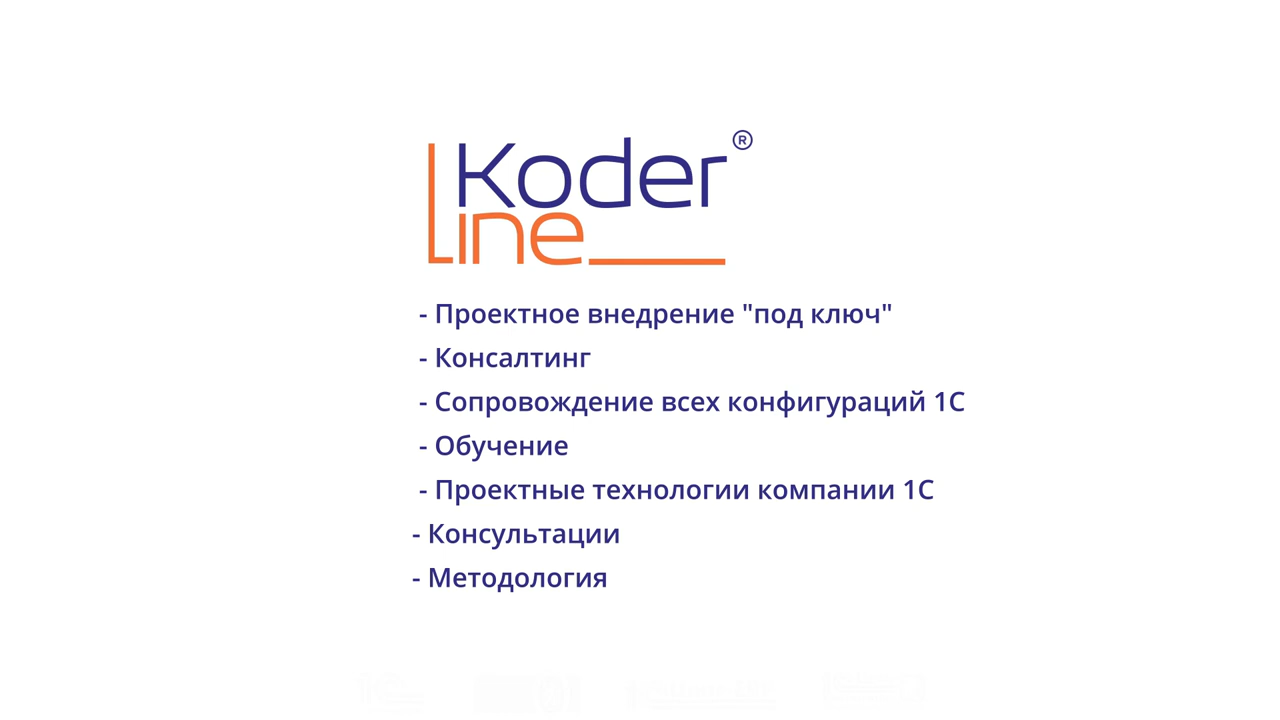 Koder®
Line
- Проектное внедрение "под ключ"
- Консалтинг
- Сопровождение всех конфигураций 1С
- Обучение
- Проектные технологии компании 1С
- Консультации
- Методология